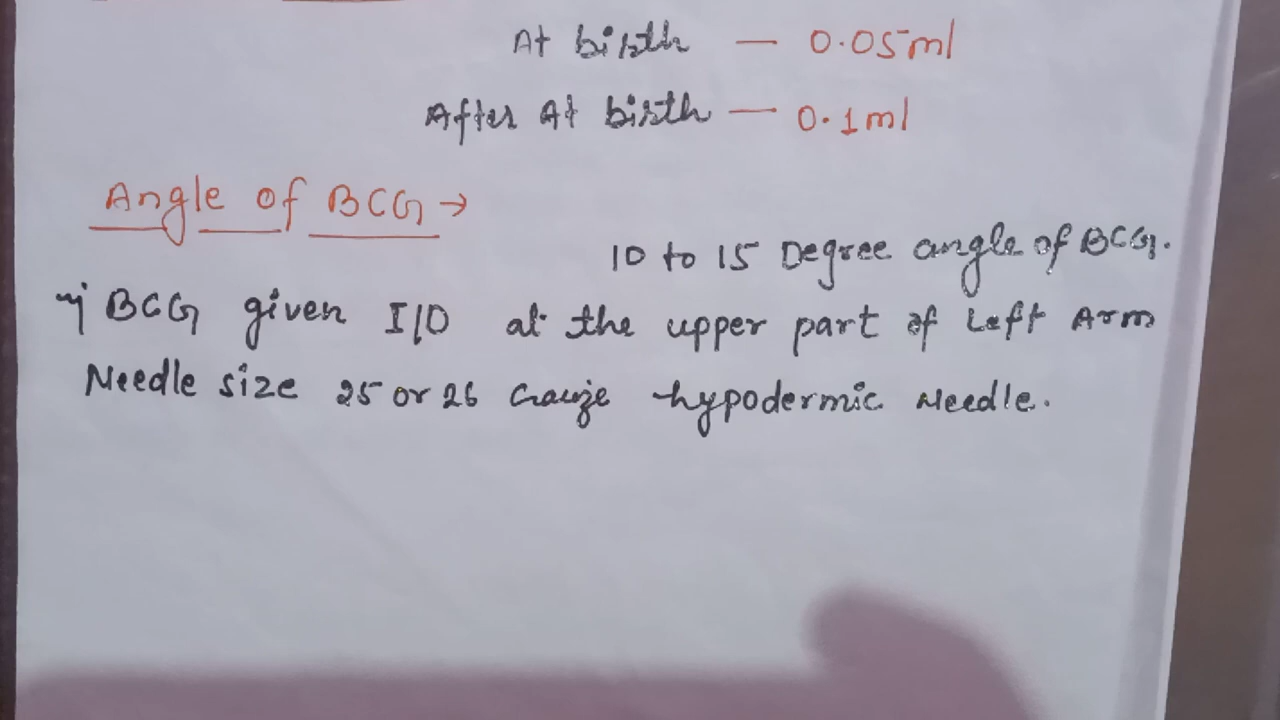 At birth — 0.05ml
After At birth — 0.1ml
Angle of BCG →
10 to 15 Degree angle of BCG.
BCG given I/D at the upper part of Left Arm
Needle size 25 or 26 Gauze hypodermic Needle.